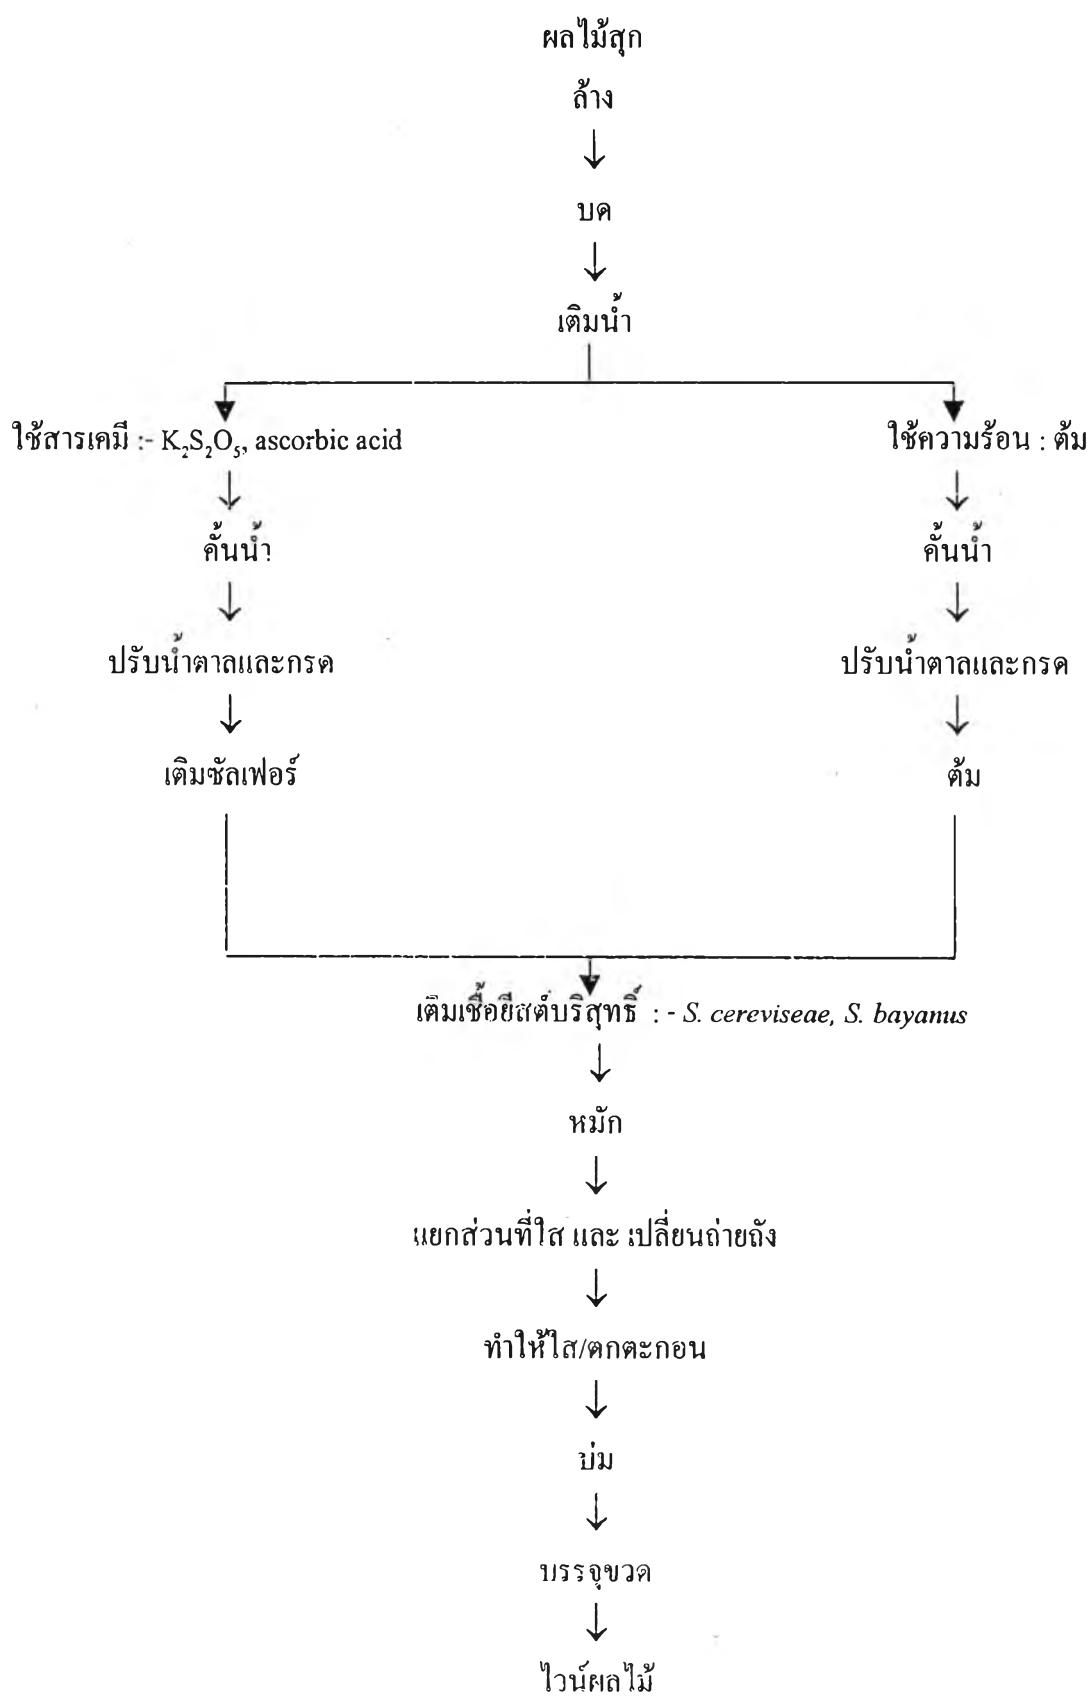 ผลไม้สุก
ล้าง
บด
เติมน้ำ
ใช้สารเคมี :- K₂S₂O₅, ascorbic acid
ใช้ความร้อน : ต้ม
คั้นน้ำ
คั้นน้ำ
ปรับน้ำตาลและกรด
ปรับน้ำตาลและกรด
เติมซัลเฟอร์
ต้ม
เติมเชื้อยีสต์บริสุทธิ์ : - S. cereviseae, S. bayanus
หมัก
แยกส่วนที่ใส และ เปลี่ยนถ่ายถัง
ทำให้ใส/ตกตะกอน
บ่ม
บรรจุขวด
ไวน์ผลไม้